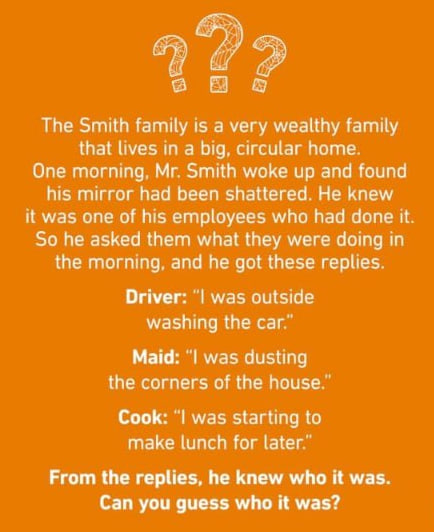 ???
The Smith family is a very wealthy family
that lives in a big, circular home.
One morning, Mr. Smith woke up and found
his mirror had been shattered. He knew
it was one of his employees who had done it.
So he asked them what they were doing in
the morning, and he got these replies.
Driver: “I was outside
washing the car.”
Maid: “I was dusting
the corners of the house.”
Cook: “I was starting to
make lunch for later.”
From the replies, he knew who it was.
Can you guess who it was?